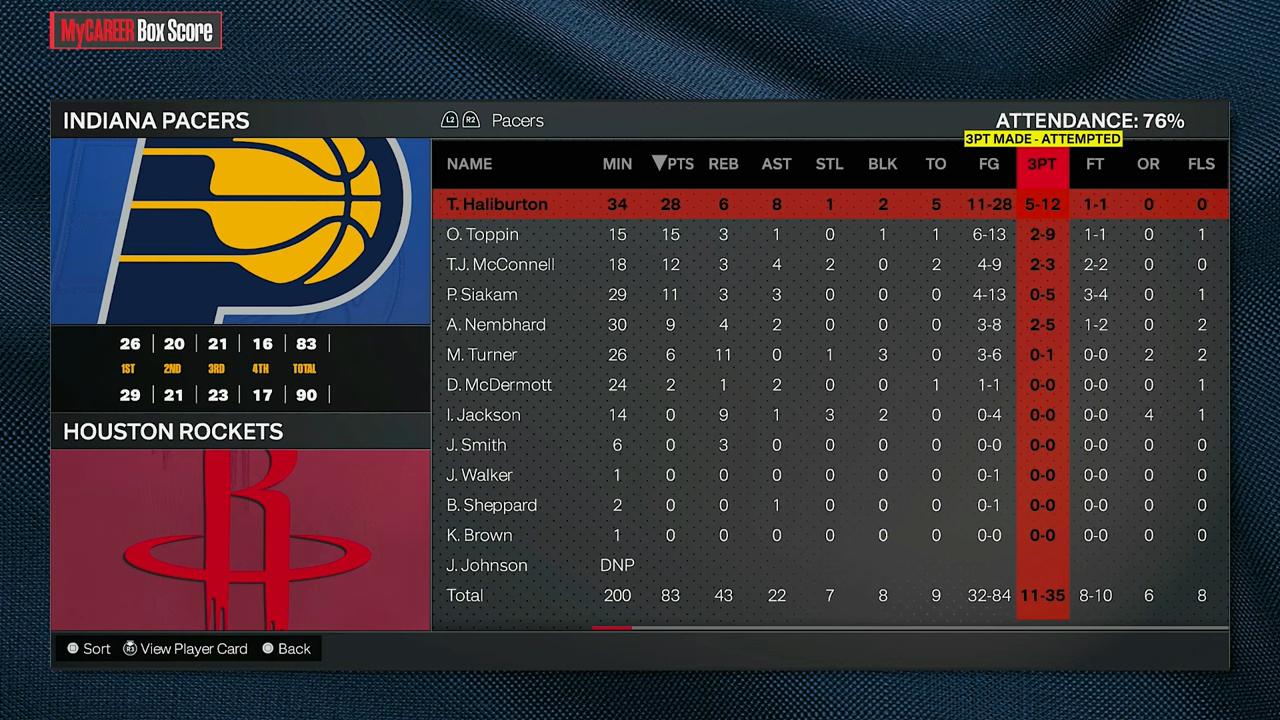 MyCAREER Box Score
INDIANA PACERS
L2 R2 Pacers
ATTENDANCE: 76%
3PT MADE - ATTEMPTED
NAME MIN PTS REB AST STL BLK TO FG 3PT FT OR FLS
T. Haliburton 34 28 6 8 1 2 5 11-28 5-12 1-1 0 0
O. Toppin 15 15 3 1 0 1 1 6-13 2-9 1-1 0 1
T.J. McConnell 18 12 3 4 2 0 2 4-9 2-3 2-2 0 0
P. Siakam 29 11 3 3 0 0 0 4-13 0-5 3-4 0 1
A. Nembhard 30 9 4 2 0 0 0 3-8 2-5 1-2 0 2
M. Turner 26 6 11 0 1 3 0 3-6 0-1 0-0 2 2
D. McDermott 24 2 1 2 0 0 1 1-1 0-0 0-0 0 1
I. Jackson 14 0 9 1 3 2 0 0-4 0-0 0-0 4 1
J. Smith 6 0 3 0 0 0 0 0-0 0-0 0-0 0 0
J. Walker 1 0 0 0 0 0 0 0-1 0-0 0-0 0 0
B. Sheppard 2 0 0 1 0 0 0 0-1 0-0 0-0 0 0
K. Brown 1 0 0 0 0 0 0 0-0 0-0 0-0 0 0
J. Johnson DNP
Total 200 83 43 22 7 8 9 32-84 11-35 8-10 6 8
26 20 21 16 83
1ST 2ND 3RD 4TH TOTAL
29 21 23 17 90
HOUSTON ROCKETS
Sort R3 View Player Card Back